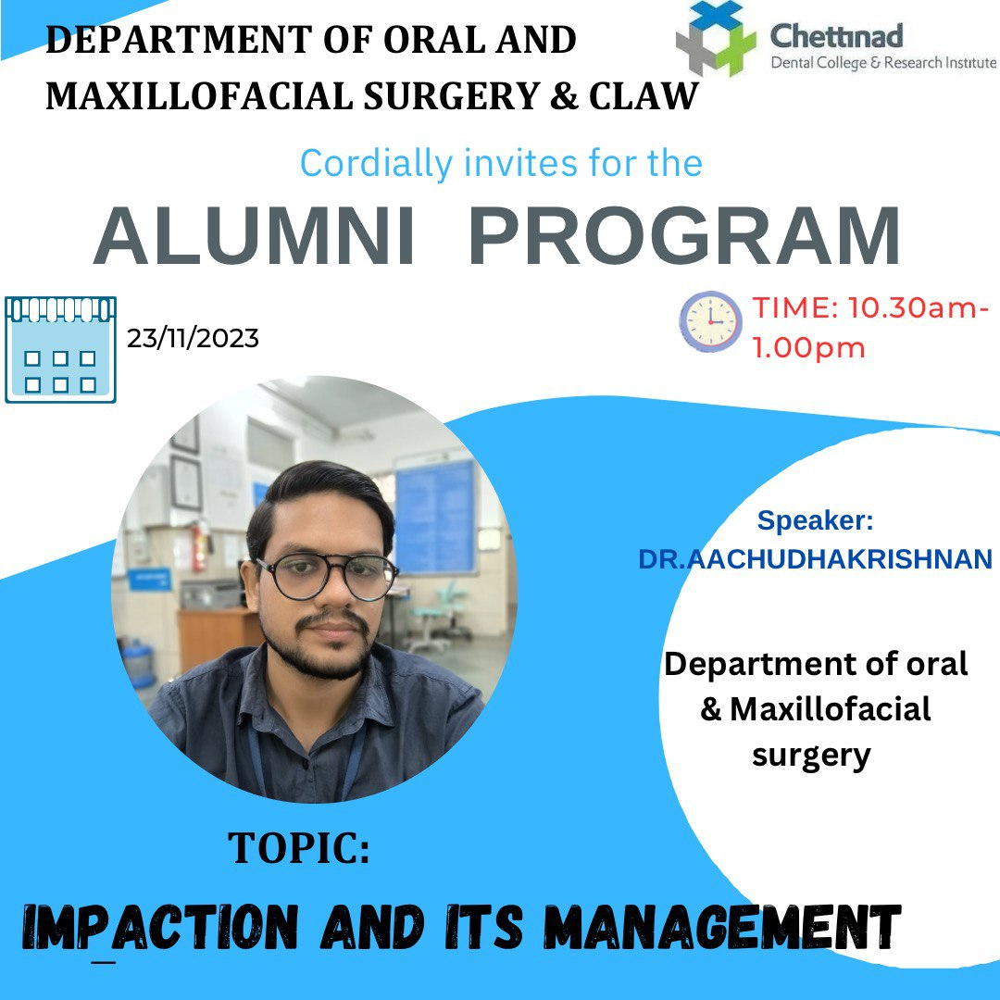 DEPARTMENT OF ORAL AND
MAXILLOFACIAL SURGERY & CLAW
Chettinad
Dental College & Research Institute
Cordially invites for the
ALUMNI PROGRAM
23/11/2023
TIME: 10.30am-
1.00pm
Speaker:
DR.AACHUDHAKRISHNAN
Department of oral
& Maxillofacial
surgery
TOPIC:
IMPACTION AND ITS MANAGEMENT